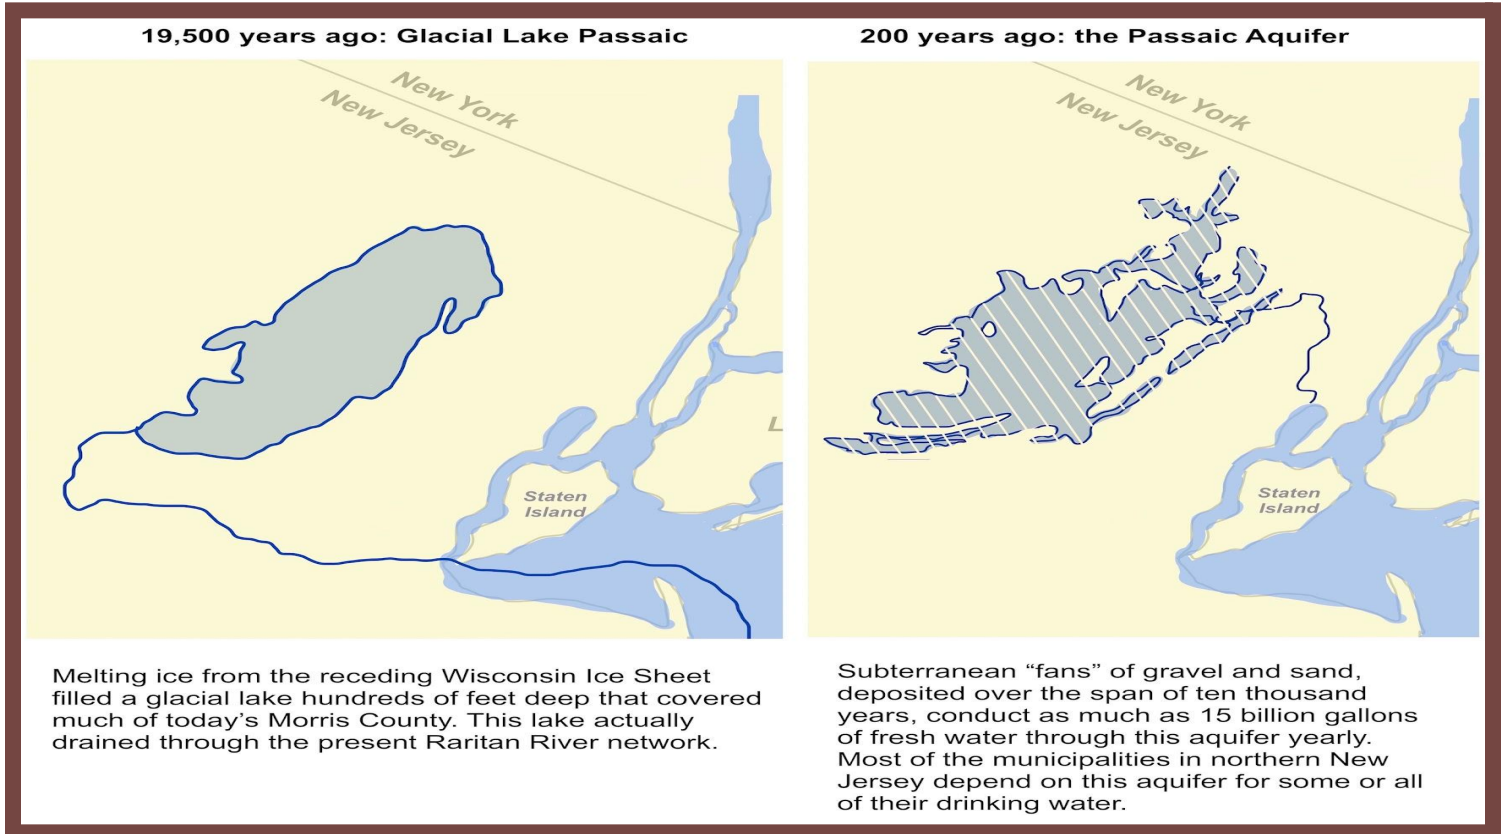 19,500 years ago: Glacial Lake Passaic
New York
New Jersey
L
Staten
Island
Melting ice from the receding Wisconsin Ice Sheet
filled a glacial lake hundreds of feet deep that covered
much of today's Morris County. This lake actually
drained through the present Raritan River network.
200 years ago: the Passaic Aquifer
New York
New Jersey
Staten
Island
Subterranean “fans” of gravel and sand,
deposited over the span of ten thousand
years, conduct as much as 15 billion gallons
of fresh water through this aquifer yearly.
Most of the municipalities in northern New
Jersey depend on this aquifer for some or all
of their drinking water.